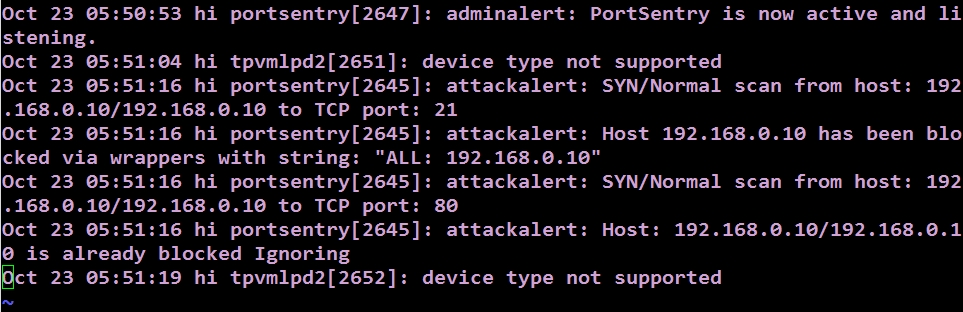 Oct 23 05:50:53 hi portsentry[2647]: adminalert: PortSentry is now active and li
stening.
Oct 23 05:51:04 hi tpvmlpd2[2651]: device type not supported
Oct 23 05:51:16 hi portsentry[2645]: attackalert: SYN/Normal scan from host: 192
.168.0.10/192.168.0.10 to TCP port: 21
Oct 23 05:51:16 hi portsentry[2645]: attackalert: Host 192.168.0.10 has been blo
cked via wrappers with string: "ALL: 192.168.0.10"
Oct 23 05:51:16 hi portsentry[2645]: attackalert: SYN/Normal scan from host: 192
.168.0.10/192.168.0.10 to TCP port: 80
Oct 23 05:51:16 hi portsentry[2645]: attackalert: Host: 192.168.0.10/192.168.0.1
0 is already blocked Ignoring
Oct 23 05:51:19 hi tpvmlpd2[2652]: device type not supported
~